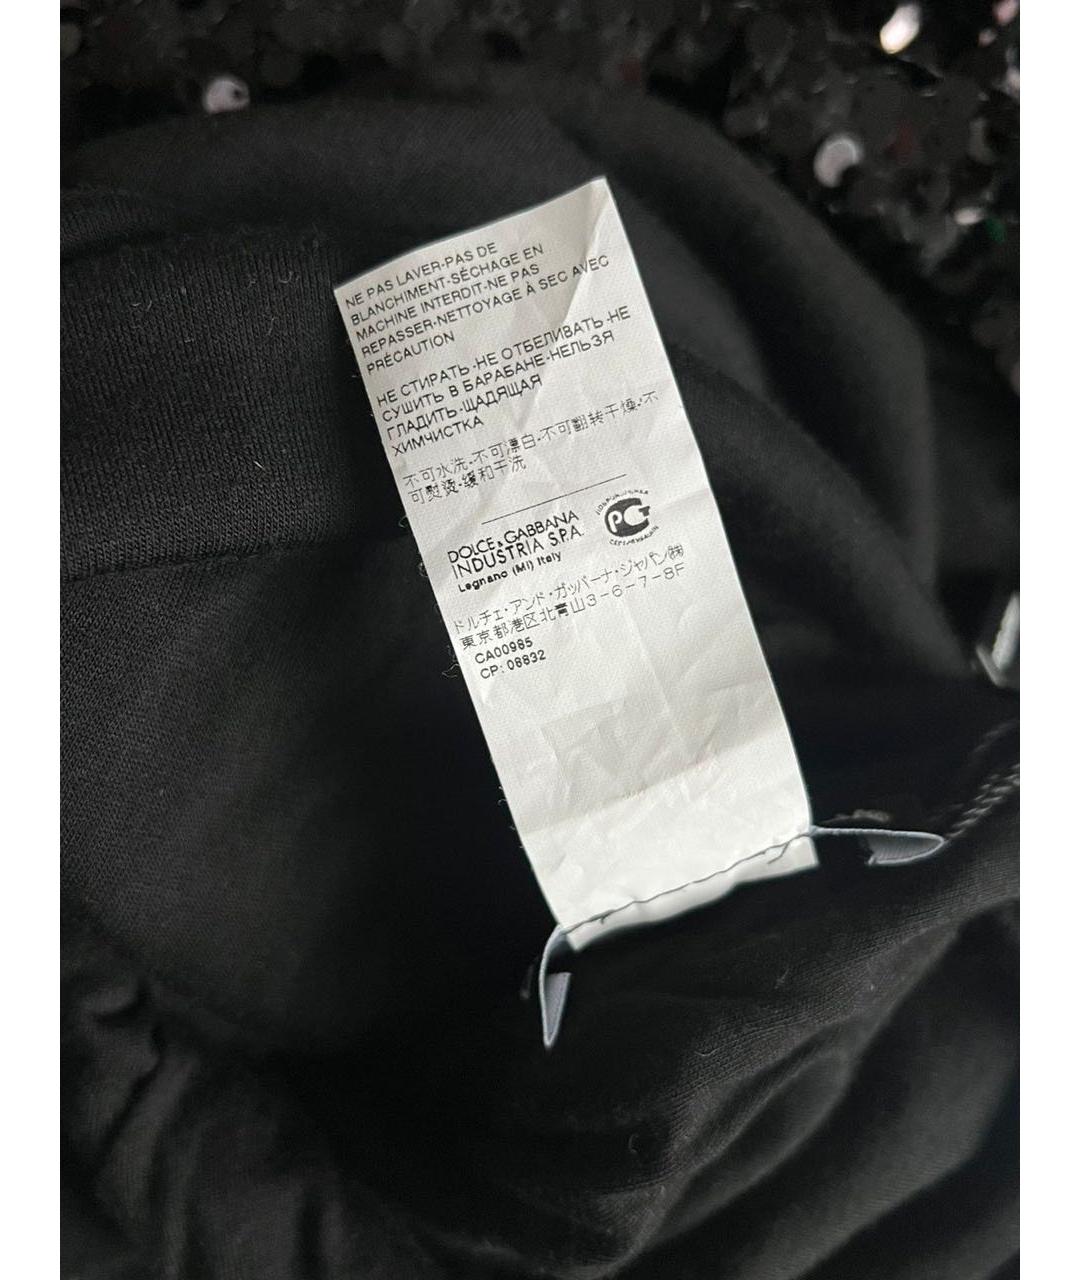 NE PAS LAVER-PAS DE
BLANCHIMENT-SÉCHAGE EN
MACHINE INTERDIT-NE PAS
REPASSER-NETTOYAGE À SEC AVEC
PRÉCAUTION
НЕ СТИРАТЬ-НЕ ОТБЕЛИВАТЬ-НЕ
СУШИТЬ В БАРАБАНЕ-НЕЛЬЗЯ
ГЛАДИТЬ-ЩАДЯЩАЯ
ХИМЧИСТКА
不可水洗-不可漂白-不可翻转干燥-不
可熨烫-缓和干洗
DOLCE & GABBANA
INDUSTRIA S.P.A.
Legnano (MI) Italy
PCT
ドルチェ・アンド・ガッバーナ・ジャパン㈱
東京都港区北青山3-6-7-8F
CA00985
CP: 08832